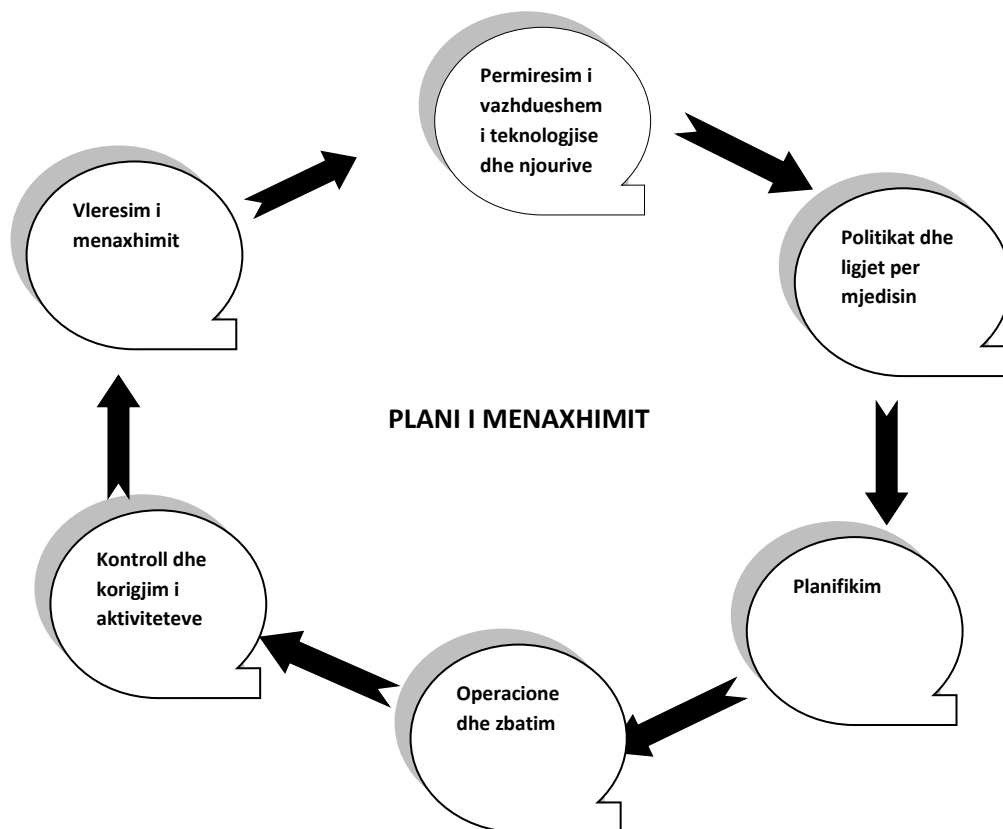 Permiresim i
vazhdueshem
i teknologjise
dhe njourive
Politikat dhe
ligjet per
mjedisin
Planifikim
Operacione
dhe zbatim
Kontroll dhe
korigjim i
aktiviteteve
Vleresim i
menaxhimit
PLANI I MENAXHIMIT